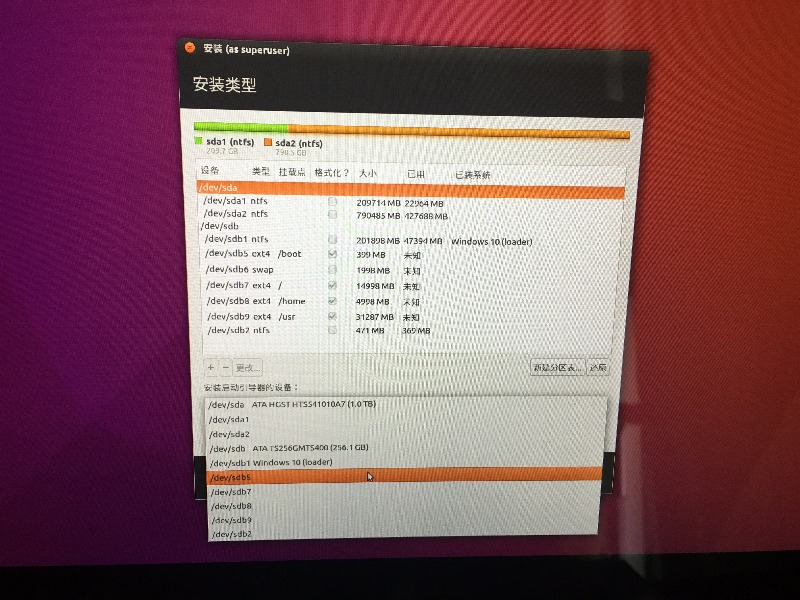 安装 (as superuser)
安装类型
sda1 (ntfs) sda2 (ntfs)
209.7 GB 790.5 GB
设备 类型 挂载点 格式化？ 大小 已用 已装系统
/dev/sda
/dev/sda1 ntfs 209714 MB 22964 MB
/dev/sda2 ntfs 790485 MB 427688 MB
/dev/sdb
/dev/sdb1 ntfs 201898 MB 47394 MB Windows 10 (loader)
/dev/sdb5 ext4 /boot 399 MB 未知
/dev/sdb6 swap 1998 MB 未知
/dev/sdb7 ext4 / 14998 MB 未知
/dev/sdb8 ext4 /home 4998 MB 未知
/dev/sdb9 ext4 /usr 31287 MB 未知
/dev/sdb2 ntfs 471 MB 369 MB
+ - 更改... 新建分区表... 还原
安装启动引导器的设备：
/dev/sda ATA HGST HTS541010A7 (1.0 TB)
/dev/sda1
/dev/sda2
/dev/sdb ATA TS256GMTS400 (256.1 GB)
/dev/sdb1 Windows 10 (loader)
/dev/sdb5
/dev/sdb7
/dev/sdb8
/dev/sdb9
/dev/sdb2